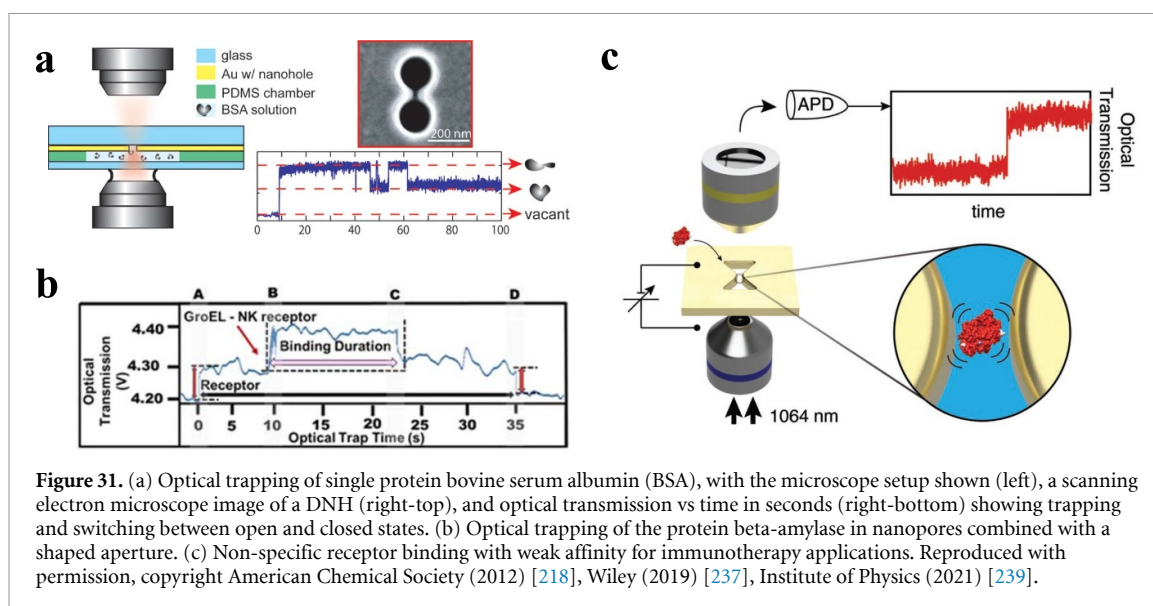 a
glass
Au w/ nanohole
PDMS chamber
BSA solution
200 nm
vacant
0 20 40 60 80 100
b
A B C D
GroEL - NK receptor
Binding Duration
Receptor
Optical
Transmission
(V)
4.40
4.30
4.20
0 5 10 15 20 25 30 35
Optical Trap Time (s)
c
APD
Optical
Transmission
time
1064 nm
Figure 31. (a) Optical trapping of single protein bovine serum albumin (BSA), with the microscope setup shown (left), a scanning
electron microscope image of a DNH (right-top), and optical transmission vs time in seconds (right-bottom) showing trapping
and switching between open and closed states. (b) Optical trapping of the protein beta-amylase in nanopores combined with a
shaped aperture. (c) Non-specific receptor binding with weak affinity for immunotherapy applications. Reproduced with
permission, copyright American Chemical Society (2012) [218], Wiley (2019) [237], Institute of Physics (2021) [239].